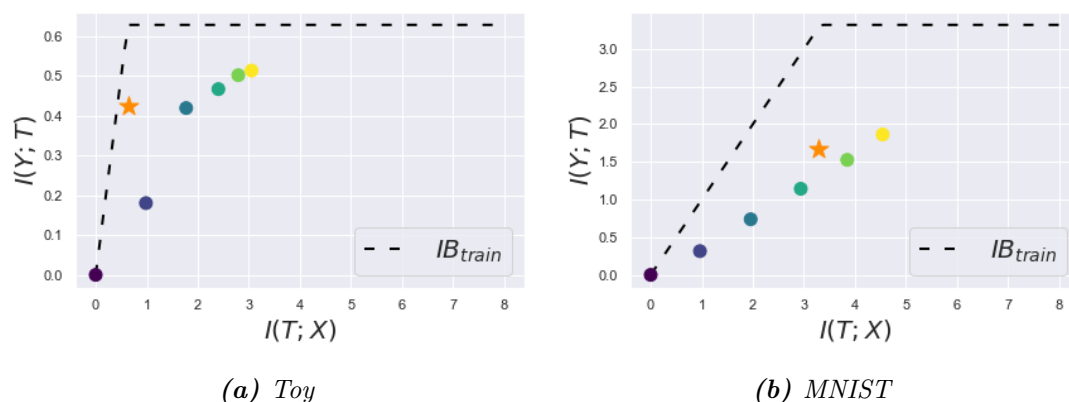 0.6
0.5
0.4
0.3
0.2
0.1
0.0
I(Y; T)
0 1 2 3 4 5 6 7 8
I(T; X)
IB_train
(a) Toy
3.0
2.5
2.0
1.5
1.0
0.5
0.0
I(Y; T)
0 1 2 3 4 5 6 7 8
I(T; X)
IB_train
(b) MNIST